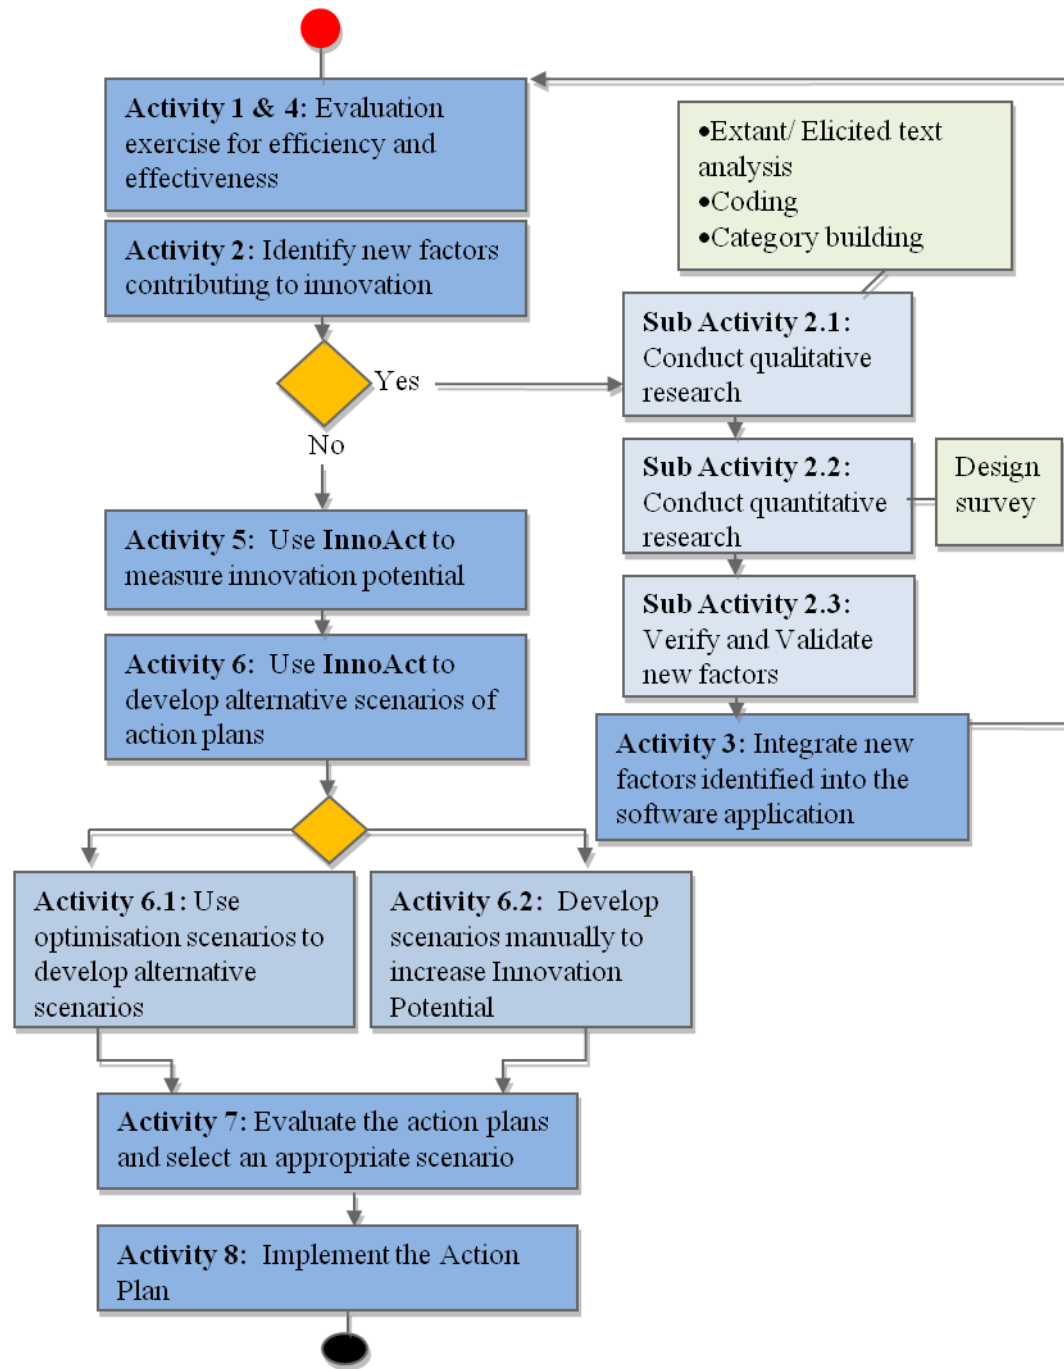 Activity 1 & 4: Evaluation
exercise for efficiency and
effectiveness
•Extant/ Elicited text
analysis
•Coding
•Category building
Activity 2: Identify new factors
contributing to innovation
Yes
No
Sub Activity 2.1:
Conduct qualitative
research
Sub Activity 2.2:
Conduct quantitative
research
Design
survey
Sub Activity 2.3:
Verify and Validate
new factors
Activity 3: Integrate new
factors identified into the
software application
Activity 5: Use InnoAct to
measure innovation potential
Activity 6: Use InnoAct to
develop alternative scenarios of
action plans
Activity 6.1: Use
optimisation scenarios to
develop alternative
scenarios
Activity 6.2: Develop
scenarios manually to
increase Innovation
Potential
Activity 7: Evaluate the action plans
and select an appropriate scenario
Activity 8: Implement the Action
Plan